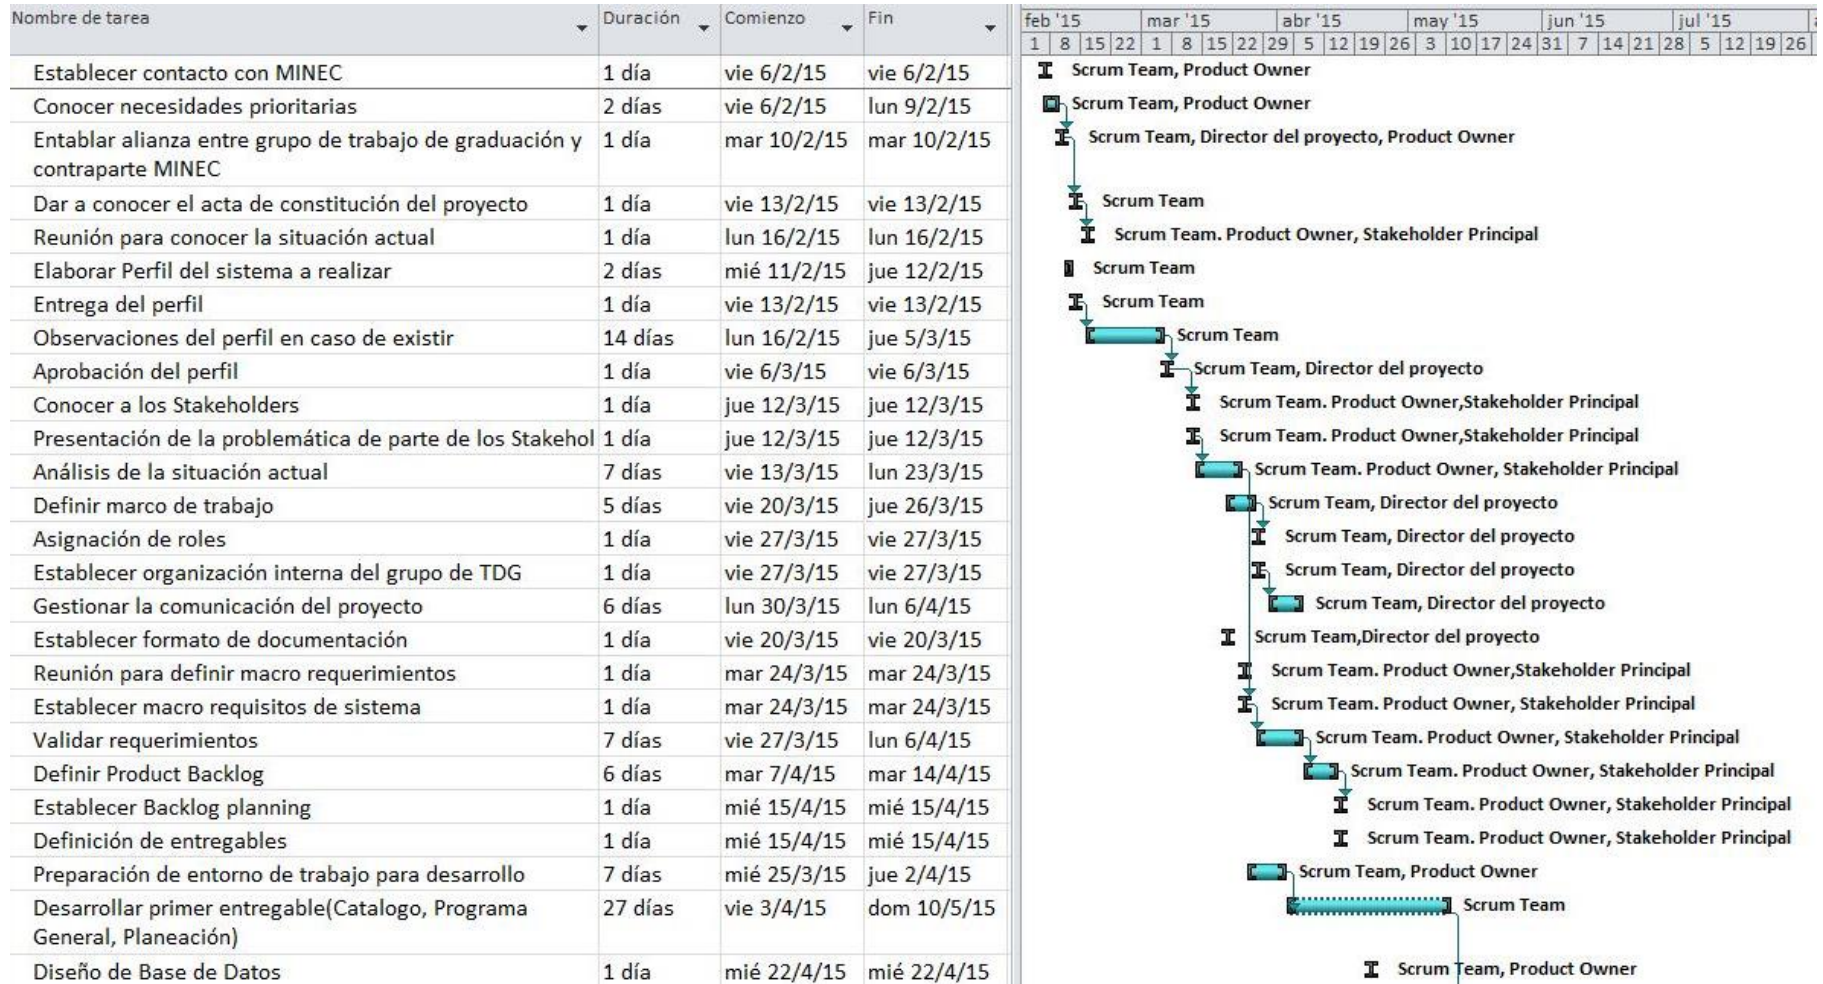 Nombre de tarea Duración Comienzo Fin feb '15 mar '15 abr '15 may '15 jun '15 jul '15
1 8 15 22 1 8 15 22 29 5 12 19 26 3 10 17 24 31 7 14 21 28 5 12 19 26
Establecer contacto con MINEC 1 día vie 6/2/15 vie 6/2/15 Scrum Team, Product Owner
Conocer necesidades prioritarias 2 días vie 6/2/15 lun 9/2/15 Scrum Team, Product Owner
Entablar alianza entre grupo de trabajo de graduación y 1 día mar 10/2/15 mar 10/2/15 Scrum Team, Director del proyecto, Product Owner
contraparte MINEC
Dar a conocer el acta de constitución del proyecto 1 día vie 13/2/15 vie 13/2/15 Scrum Team
Reunión para conocer la situación actual 1 día lun 16/2/15 lun 16/2/15 Scrum Team. Product Owner, Stakeholder Principal
Elaborar Perfil del sistema a realizar 2 días mié 11/2/15 jue 12/2/15 Scrum Team
Entrega del perfil 1 día vie 13/2/15 vie 13/2/15 Scrum Team
Observaciones del perfil en caso de existir 14 días lun 16/2/15 jue 5/3/15 Scrum Team
Aprobación del perfil 1 día vie 6/3/15 vie 6/3/15 Scrum Team, Director del proyecto
Conocer a los Stakeholders 1 día jue 12/3/15 jue 12/3/15 Scrum Team. Product Owner,Stakeholder Principal
Presentación de la problemática de parte de los Stakehol 1 día jue 12/3/15 jue 12/3/15 Scrum Team. Product Owner,Stakeholder Principal
Análisis de la situación actual 7 días vie 13/3/15 lun 23/3/15 Scrum Team. Product Owner, Stakeholder Principal
Definir marco de trabajo 5 días vie 20/3/15 jue 26/3/15 Scrum Team, Director del proyecto
Asignación de roles 1 día vie 27/3/15 vie 27/3/15 Scrum Team, Director del proyecto
Establecer organización interna del grupo de TDG 1 día vie 27/3/15 vie 27/3/15 Scrum Team, Director del proyecto
Gestionar la comunicación del proyecto 6 días lun 30/3/15 lun 6/4/15 Scrum Team, Director del proyecto
Establecer formato de documentación 1 día vie 20/3/15 vie 20/3/15 Scrum Team,Director del proyecto
Reunión para definir macro requerimientos 1 día mar 24/3/15 mar 24/3/15 Scrum Team. Product Owner,Stakeholder Principal
Establecer macro requisitos de sistema 1 día mar 24/3/15 mar 24/3/15 Scrum Team. Product Owner, Stakeholder Principal
Validar requerimientos 7 días vie 27/3/15 lun 6/4/15 Scrum Team. Product Owner, Stakeholder Principal
Definir Product Backlog 6 días mar 7/4/15 mar 14/4/15 Scrum Team. Product Owner, Stakeholder Principal
Establecer Backlog planning 1 día mié 15/4/15 mié 15/4/15 Scrum Team. Product Owner, Stakeholder Principal
Definición de entregables 1 día mié 15/4/15 mié 15/4/15 Scrum Team. Product Owner, Stakeholder Principal
Preparación de entorno de trabajo para desarrollo 7 días mié 25/3/15 jue 2/4/15 Scrum Team, Product Owner
Desarrollar primer entregable(Catalogo, Programa 27 días vie 3/4/15 dom 10/5/15 Scrum Team
General, Planeación)
Diseño de Base de Datos 1 día mié 22/4/15 mié 22/4/15 Scrum Team, Product Owner